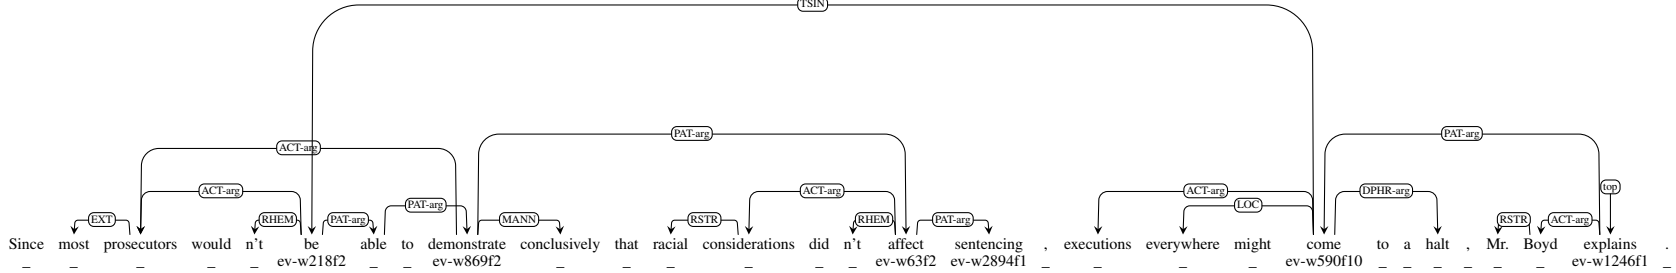 TSIN
PAT-arg PAT-arg
ACT-arg
ACT-arg ACT-arg ACT-arg DPHR-arg top
PAT-arg LOC
EXT RHEM PAT-arg MANN RSTR RHEM PAT-arg RSTR ACT-arg
Since most prosecutors would n't be able to demonstrate conclusively that racial considerations did n't affect sentencing , executions everywhere might come to a halt , Mr. Boyd explains .
_ _ _ _ _ ev-w218f2 _ _ ev-w869f2 _ _ _ _ _ _ ev-w63f2 ev-w2894f1 _ _ _ _ ev-w590f10 _ _ _ _ _ _ ev-w1246f1 _